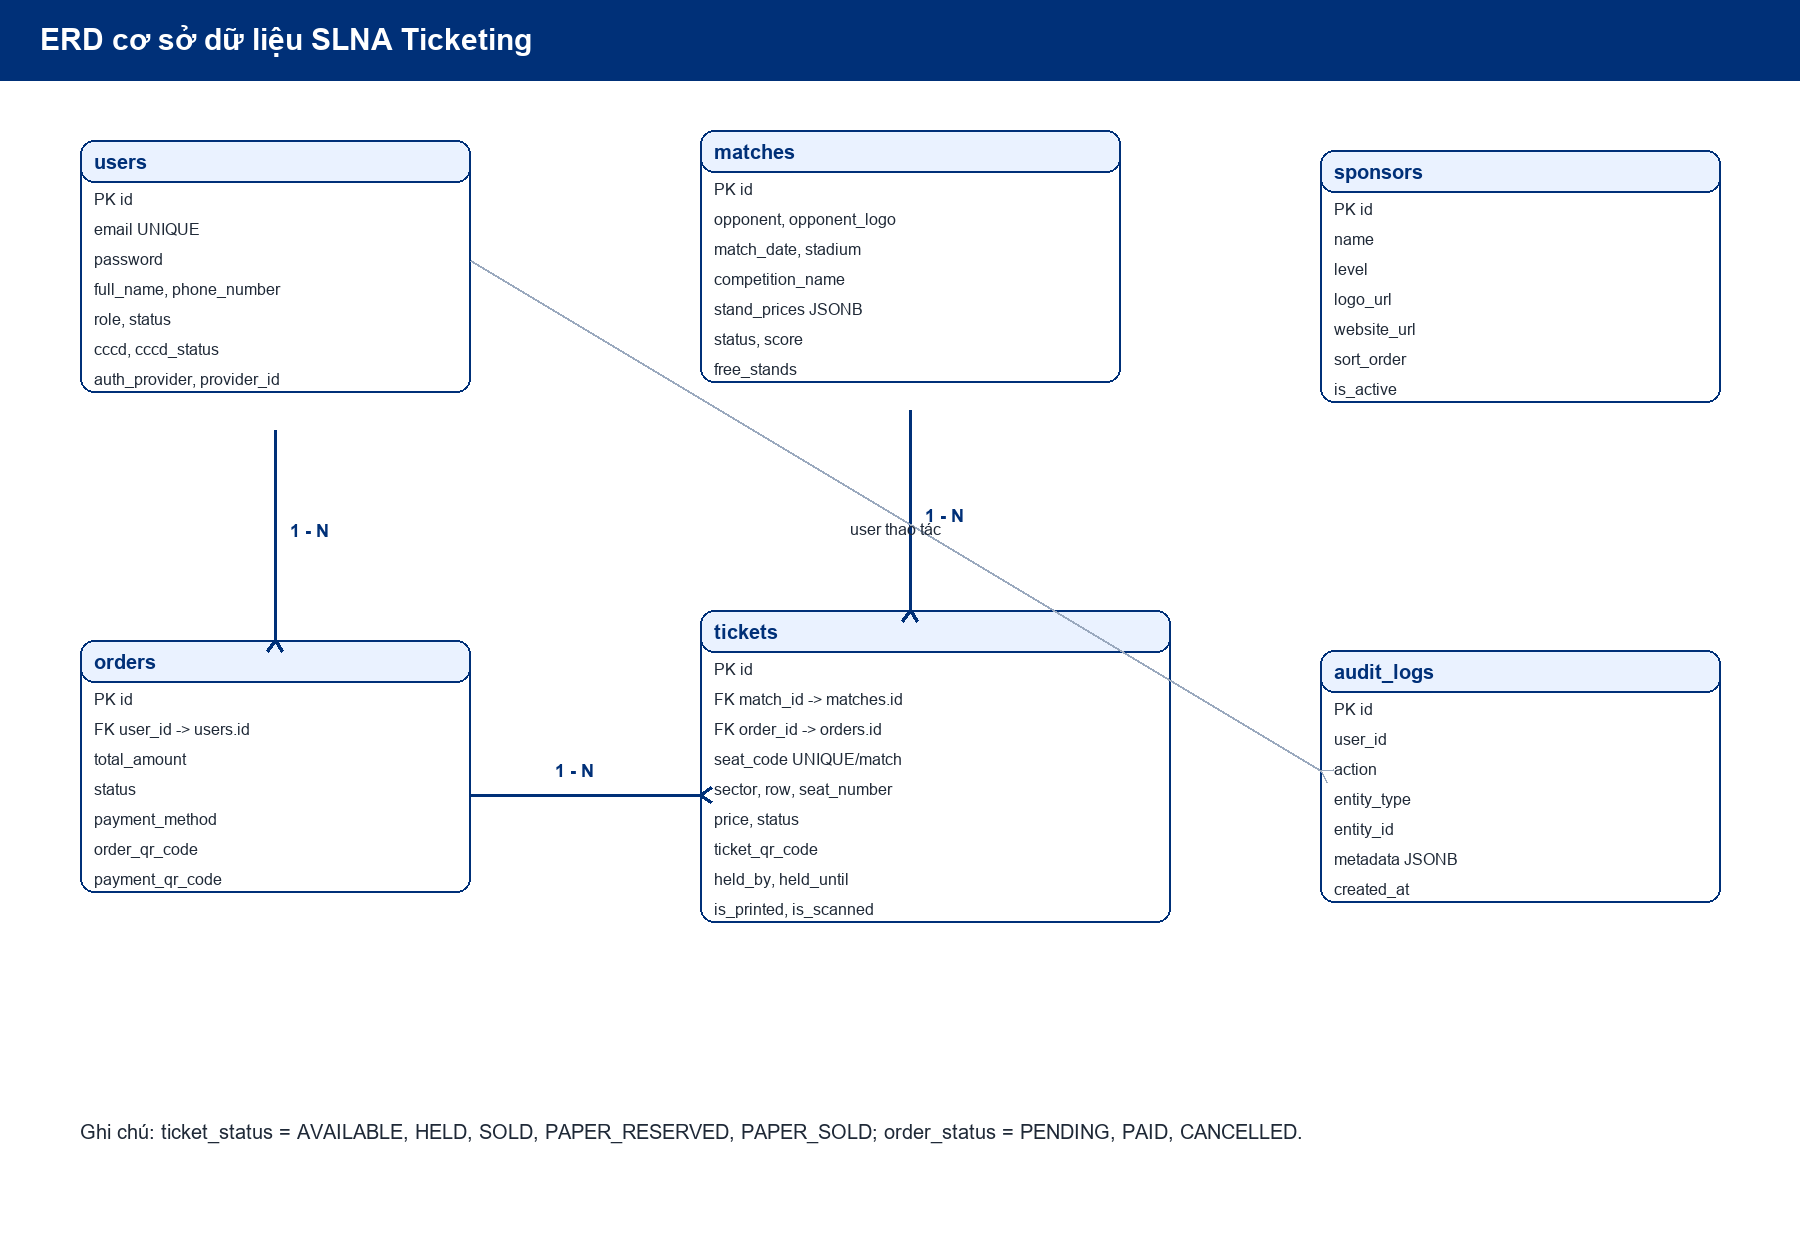 ERD cơ sở dữ liệu SLNA Ticketing
users
PK id
email UNIQUE
password
full_name, phone_number
role, status
cccd, cccd_status
auth_provider, provider_id
matches
PK id
opponent, opponent_logo
match_date, stadium
competition_name
stand_prices JSONB
status, score
free_stands
sponsors
PK id
name
level
logo_url
website_url
sort_order
is_active
1 - N
1 - N
user thao tác
orders
PK id
FK user_id -> users.id
total_amount
status
payment_method
order_qr_code
payment_qr_code
1 - N
tickets
PK id
FK match_id -> matches.id
FK order_id -> orders.id
seat_code UNIQUE/match
sector, row, seat_number
price, status
ticket_qr_code
held_by, held_until
is_printed, is_scanned
audit_logs
PK id
user_id
action
entity_type
entity_id
metadata JSONB
created_at
Ghi chú: ticket_status = AVAILABLE, HELD, SOLD, PAPER_RESERVED, PAPER_SOLD; order_status = PENDING, PAID, CANCELLED.